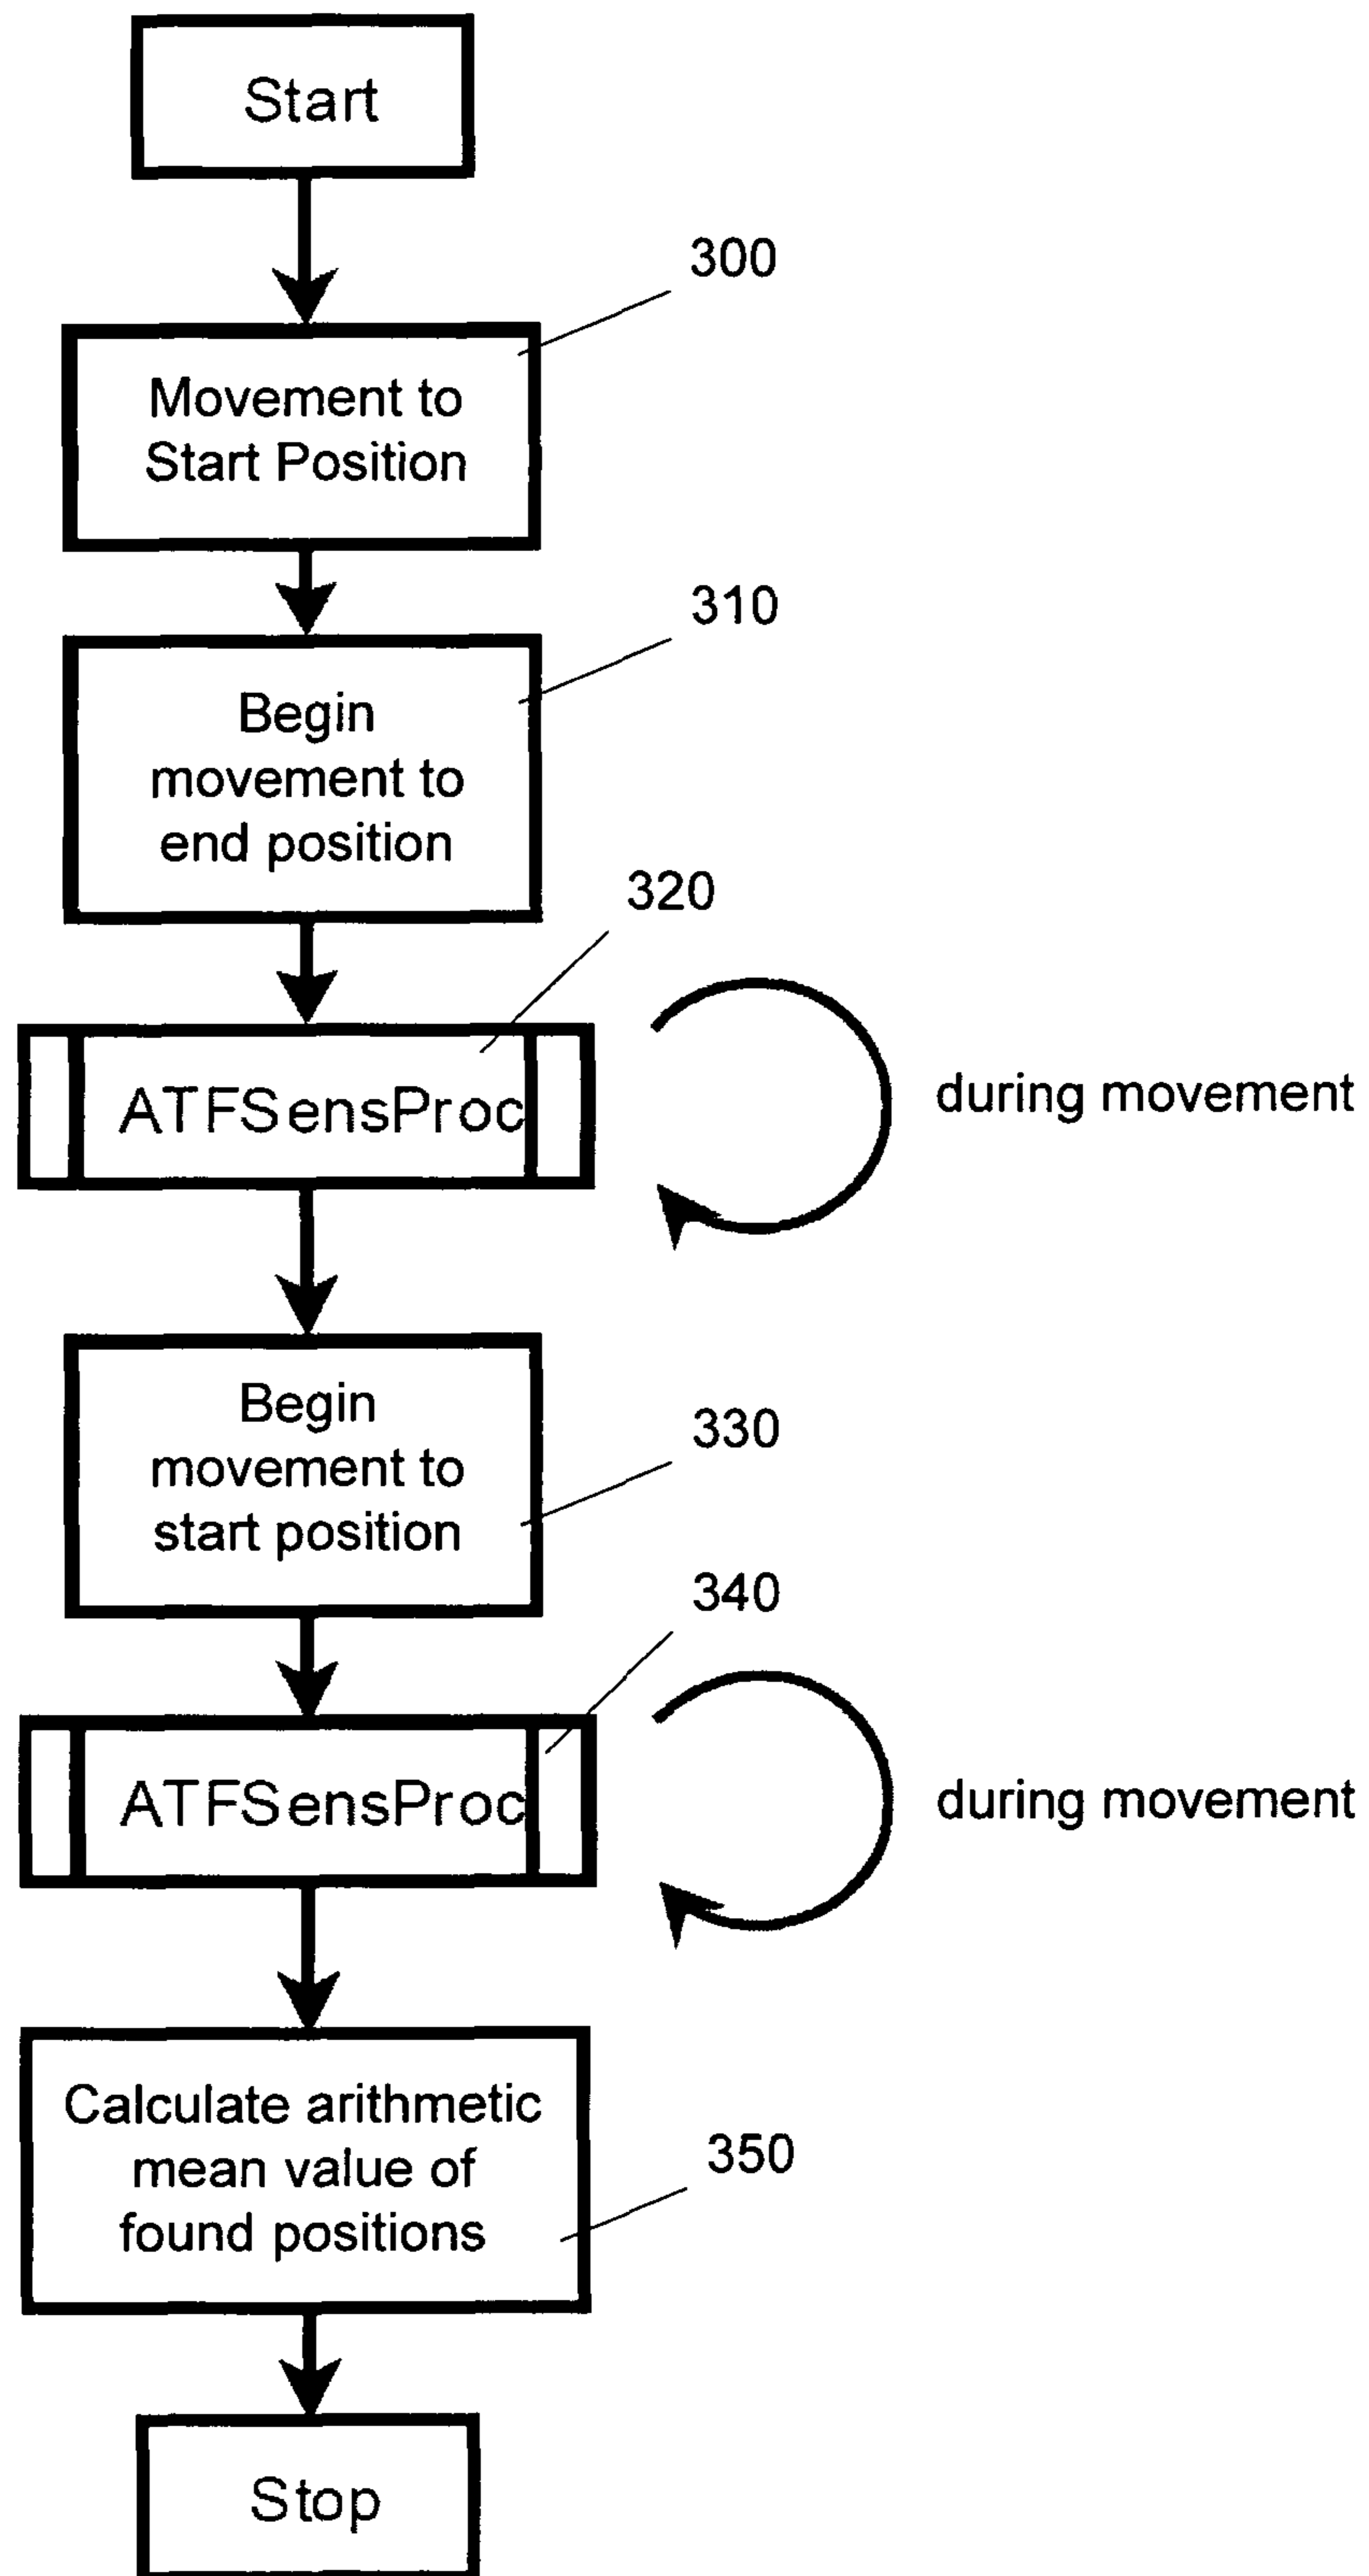 Start
300
Movement to
Start Position
310
Begin
movement to
end position
320
ATFSensProc
during movement
Begin
movement to
start position
330
340
ATFSensProc
during movement
Calculate arithmetic
mean value of
found positions
350
Stop